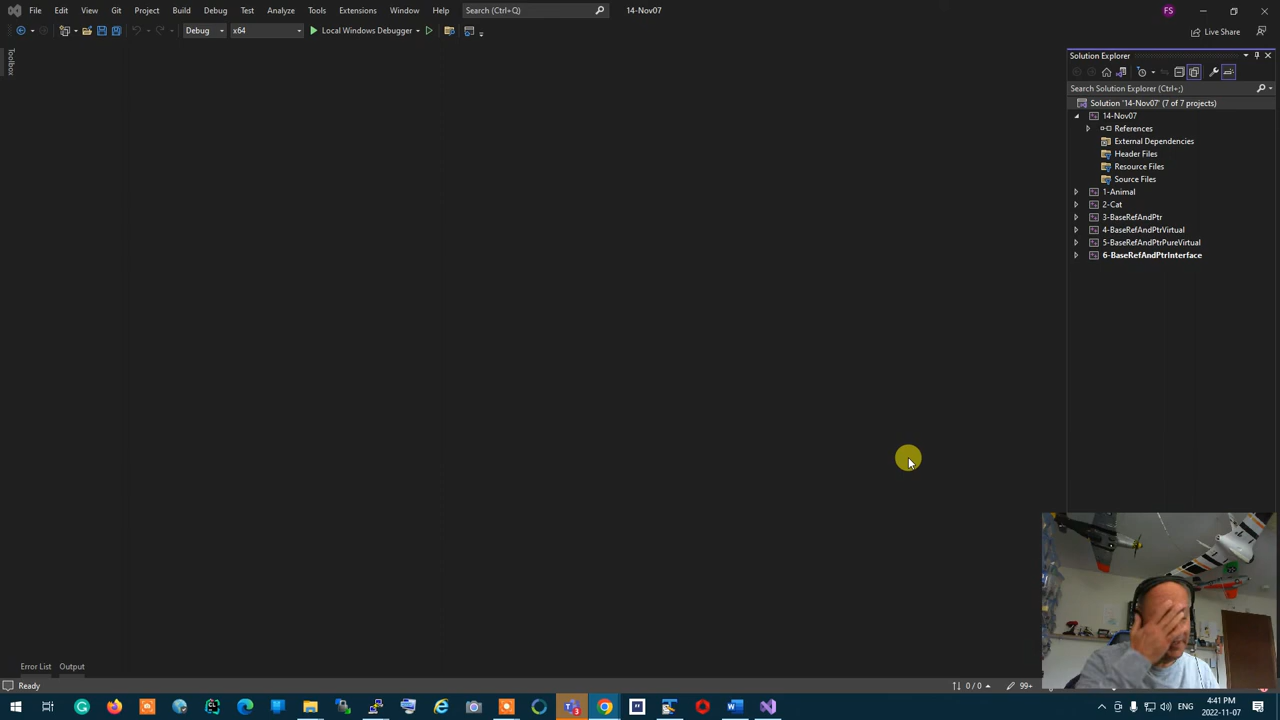 File Edit View Git Project Build Debug Test Analyze Tools Extensions Window Help Search (Ctrl+Q) 14-Nov07 FS
Debug x64 Local Windows Debugger Live Share
Toolbox
Solution Explorer
Search Solution Explorer (Ctrl+;)
Solution '14-Nov07' (7 of 7 projects)
14-Nov07
References
External Dependencies
Header Files
Resource Files
Source Files
1-Animal
2-Cat
3-BaseRefAndPtr
4-BaseRefAndPtrVirtual
5-BaseRefAndPtrPureVirtual
6-BaseRefAndPtrInterface
Error List Output
Ready 0 / 0 99+
ENG 4:41 PM
2022-11-07